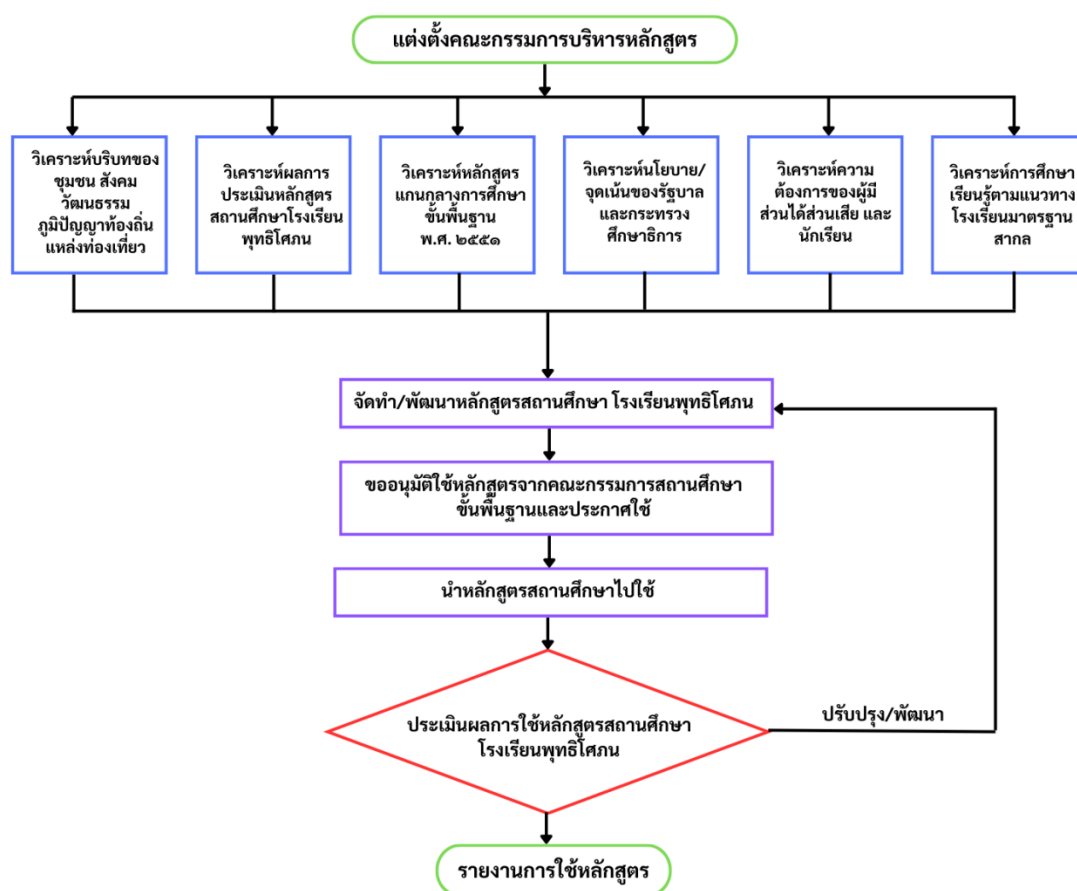 แต่งตั้งคณะกรรมการบริหารหลักสูตร
วิเคราะห์บริบทของ
ชุมชน สังคม
วัฒนธรรม
ภูมิปัญญาท้องถิ่น
แหล่งท่องเที่ยว
วิเคราะห์ผลการ
ประเมินหลักสูตร
สถานศึกษาโรงเรียน
พุทธิโศภน
วิเคราะห์หลักสูตร
แกนกลางการศึกษา
ขั้นพื้นฐาน
พ.ศ. ๒๕๕๑
วิเคราะห์นโยบาย/
จุดเน้นของรัฐบาล
และกระทรวง
ศึกษาธิการ
วิเคราะห์ความ
ต้องการของผู้มี
ส่วนได้ส่วนเสีย และ
นักเรียน
วิเคราะห์การศึกษา
เรียนรู้ตามแนวทาง
โรงเรียนมาตรฐาน
สากล
จัดทำ/พัฒนาหลักสูตรสถานศึกษา โรงเรียนพุทธิโศภน
ขออนุมัติใช้หลักสูตรจากคณะกรรมการสถานศึกษา
ขั้นพื้นฐานและประกาศใช้
นำหลักสูตรสถานศึกษาไปใช้
ประเมินผลการใช้หลักสูตรสถานศึกษา
โรงเรียนพุทธิโศภน
ปรับปรุง/พัฒนา
รายงานการใช้หลักสูตร